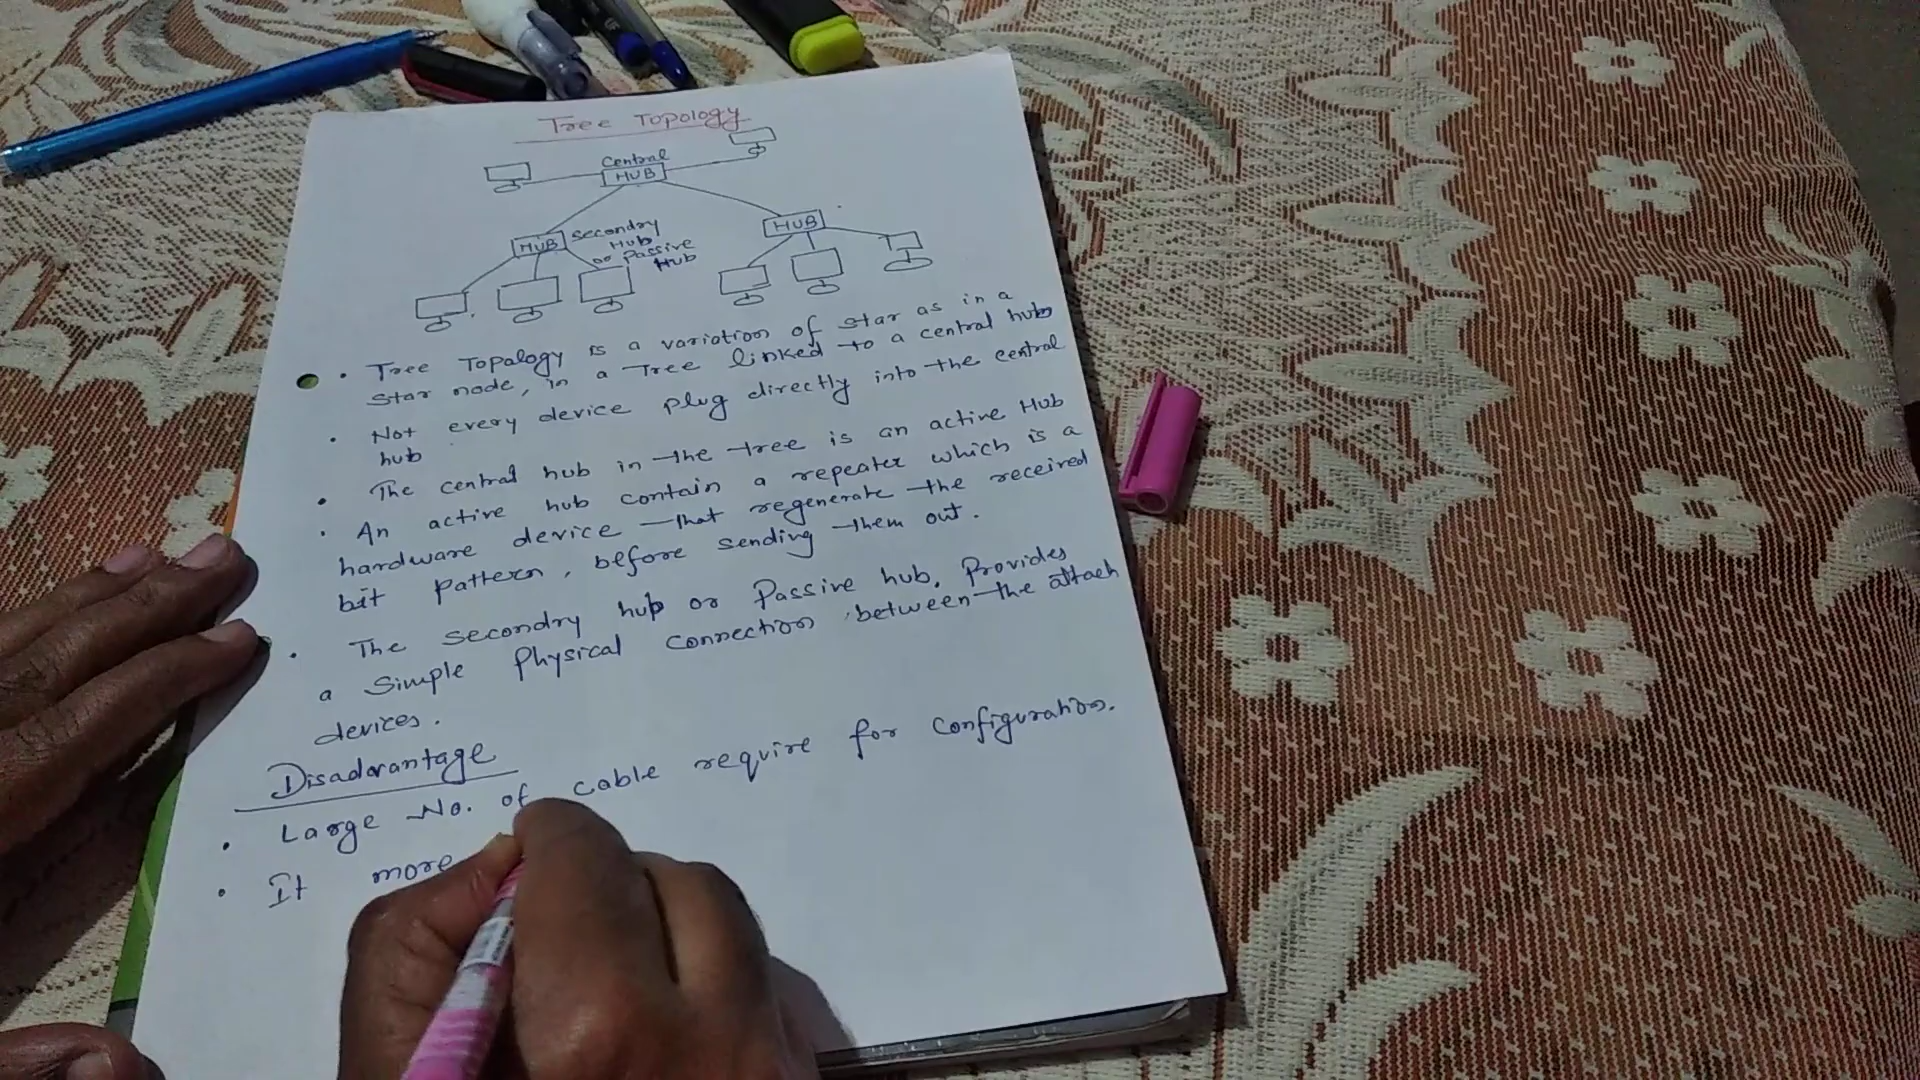 Tree Topology
Central
HUB
HUB
Secondry
Hub
or Passive
Hub
HUB
• Tree Topalogy is a variation of star as in a
star node, in a Tree linked to a central hub
• Not every device plug directly into the central
hub
• The central hub in the tree is an active Hub
• An active hub contain a repeater which is a
hardware device that regenerate the received
bit pattern, before sending them out.
• The secondry hub or Passive hub, Provides
a simple Physical connection between the attach
devices.
Disadvantage
• Large No. of cable require for configuration.
• It more